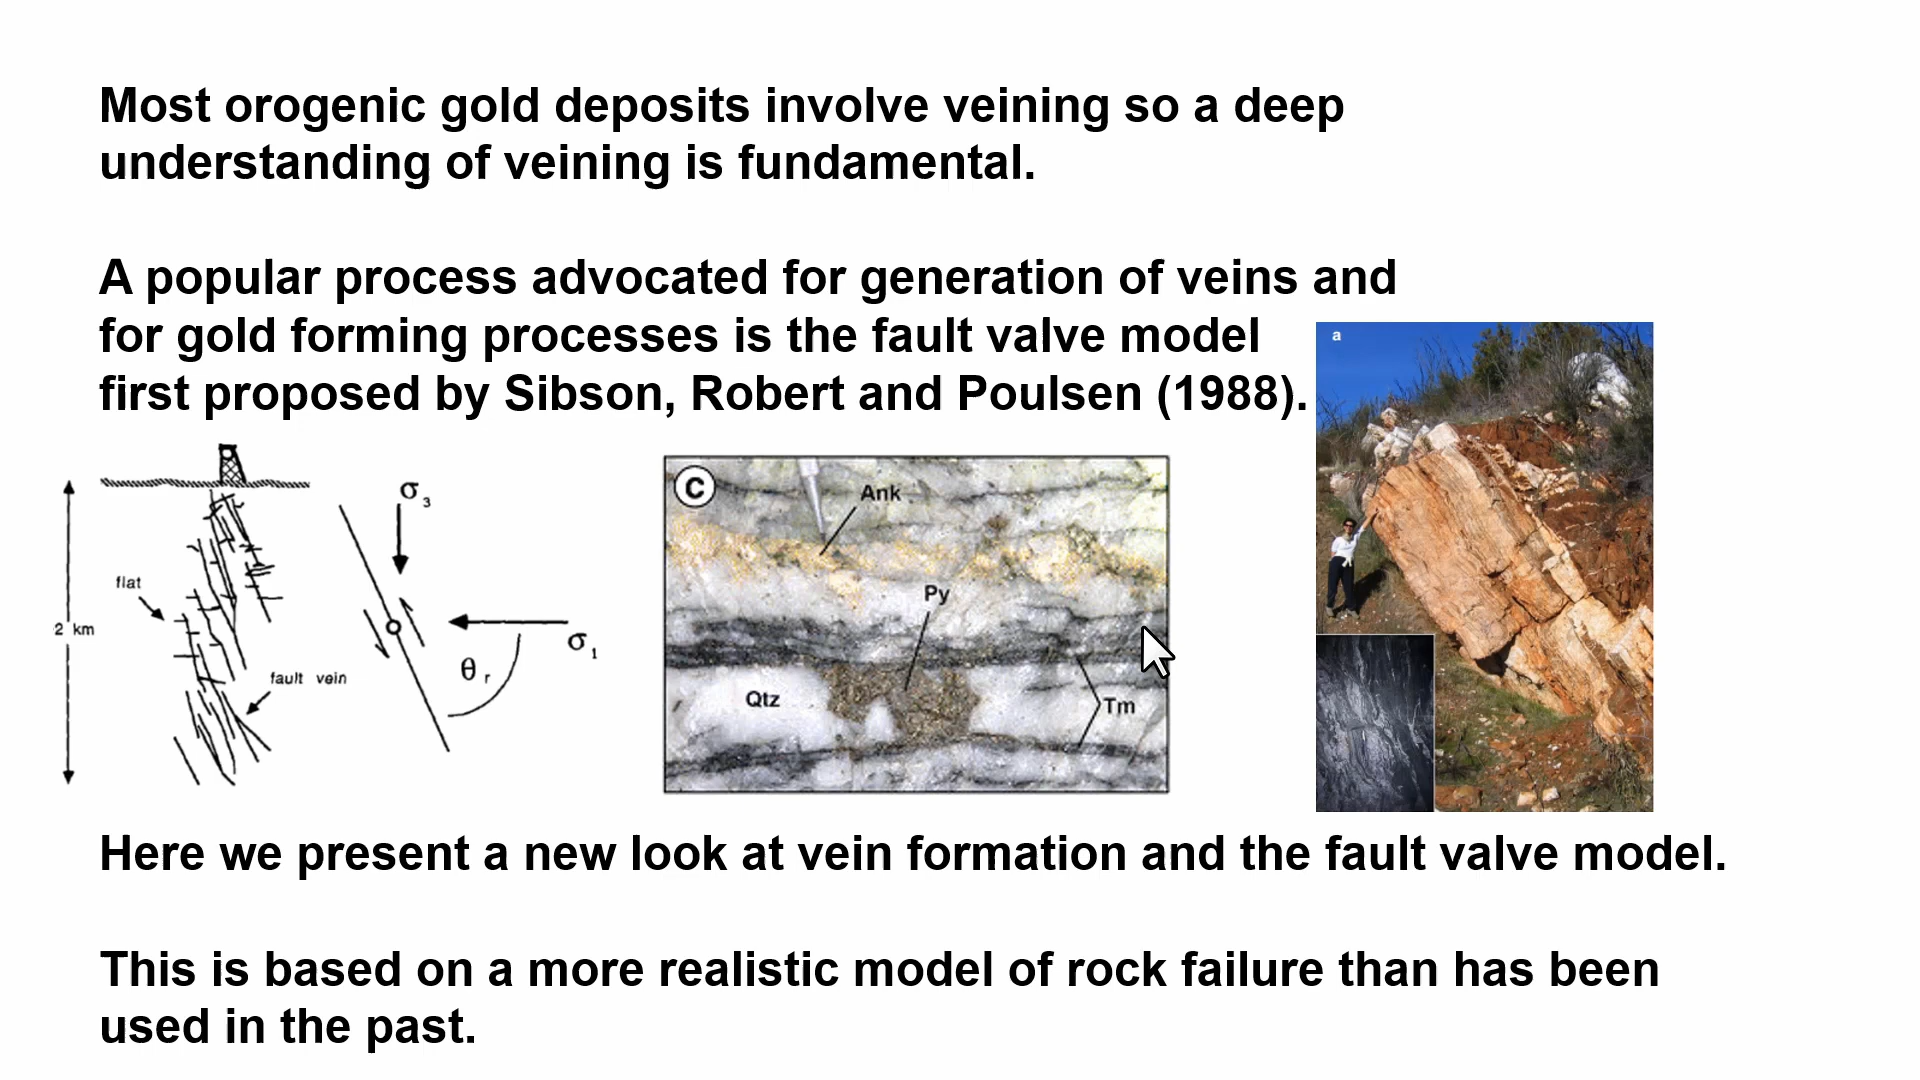 Most orogenic gold deposits involve veining so a deep
understanding of veining is fundamental.
A popular process advocated for generation of veins and
for gold forming processes is the fault valve model
first proposed by Sibson, Robert and Poulsen (1988).
a
σ3
flat
2 km
σ1
θr
fault vein
C
Ank
Py
Qtz
Tm
Here we present a new look at vein formation and the fault valve model.
This is based on a more realistic model of rock failure than has been
used in the past.